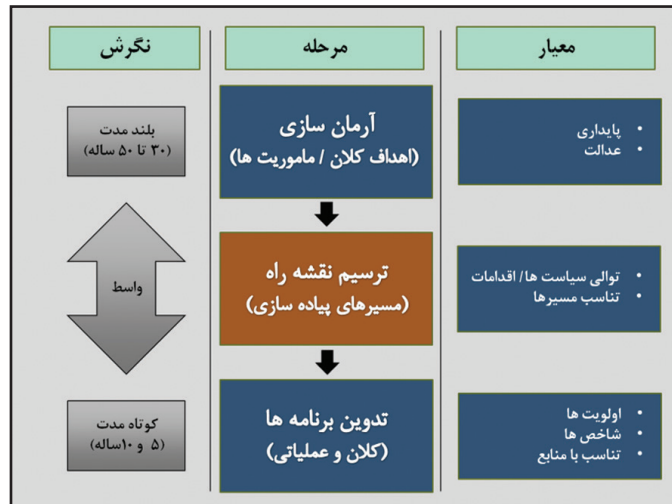 معیار
مرحله
نگرش
• پایداری
• عدالت
آرمان سازی
(اهداف کلان / ماموریت ها)
بلند مدت
(۳۰ تا ۵۰ ساله)
• توالی سیاست ها/ اقدامات
• تناسب مسیرها
ترسیم نقشه راه
(مسیرهای پیاده سازی)
واسط
• اولویت ها
• شاخص ها
• تناسب با منابع
تدوین برنامه ها
(کلان و عملیاتی)
کوتاه مدت
(۵ و ۱۰ساله)